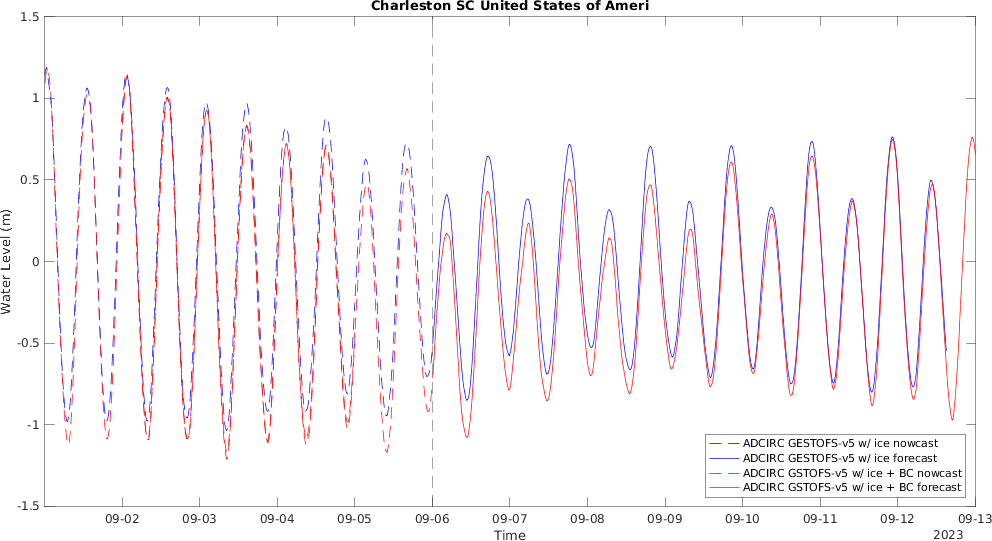 Charleston SC United States of Ameri
1.5
1
0.5
0
-0.5
-1
-1.5
Water Level (m)
09-02 09-03 09-04 09-05 09-06 09-07 09-08 09-09 09-10 09-11 09-12 09-13
Time
2023
ADCIRC GESTOFS-v5 w/ ice nowcast
ADCIRC GESTOFS-v5 w/ ice forecast
ADCIRC GSTOFS-v5 w/ ice + BC nowcast
ADCIRC GSTOFS-v5 w/ ice + BC forecast